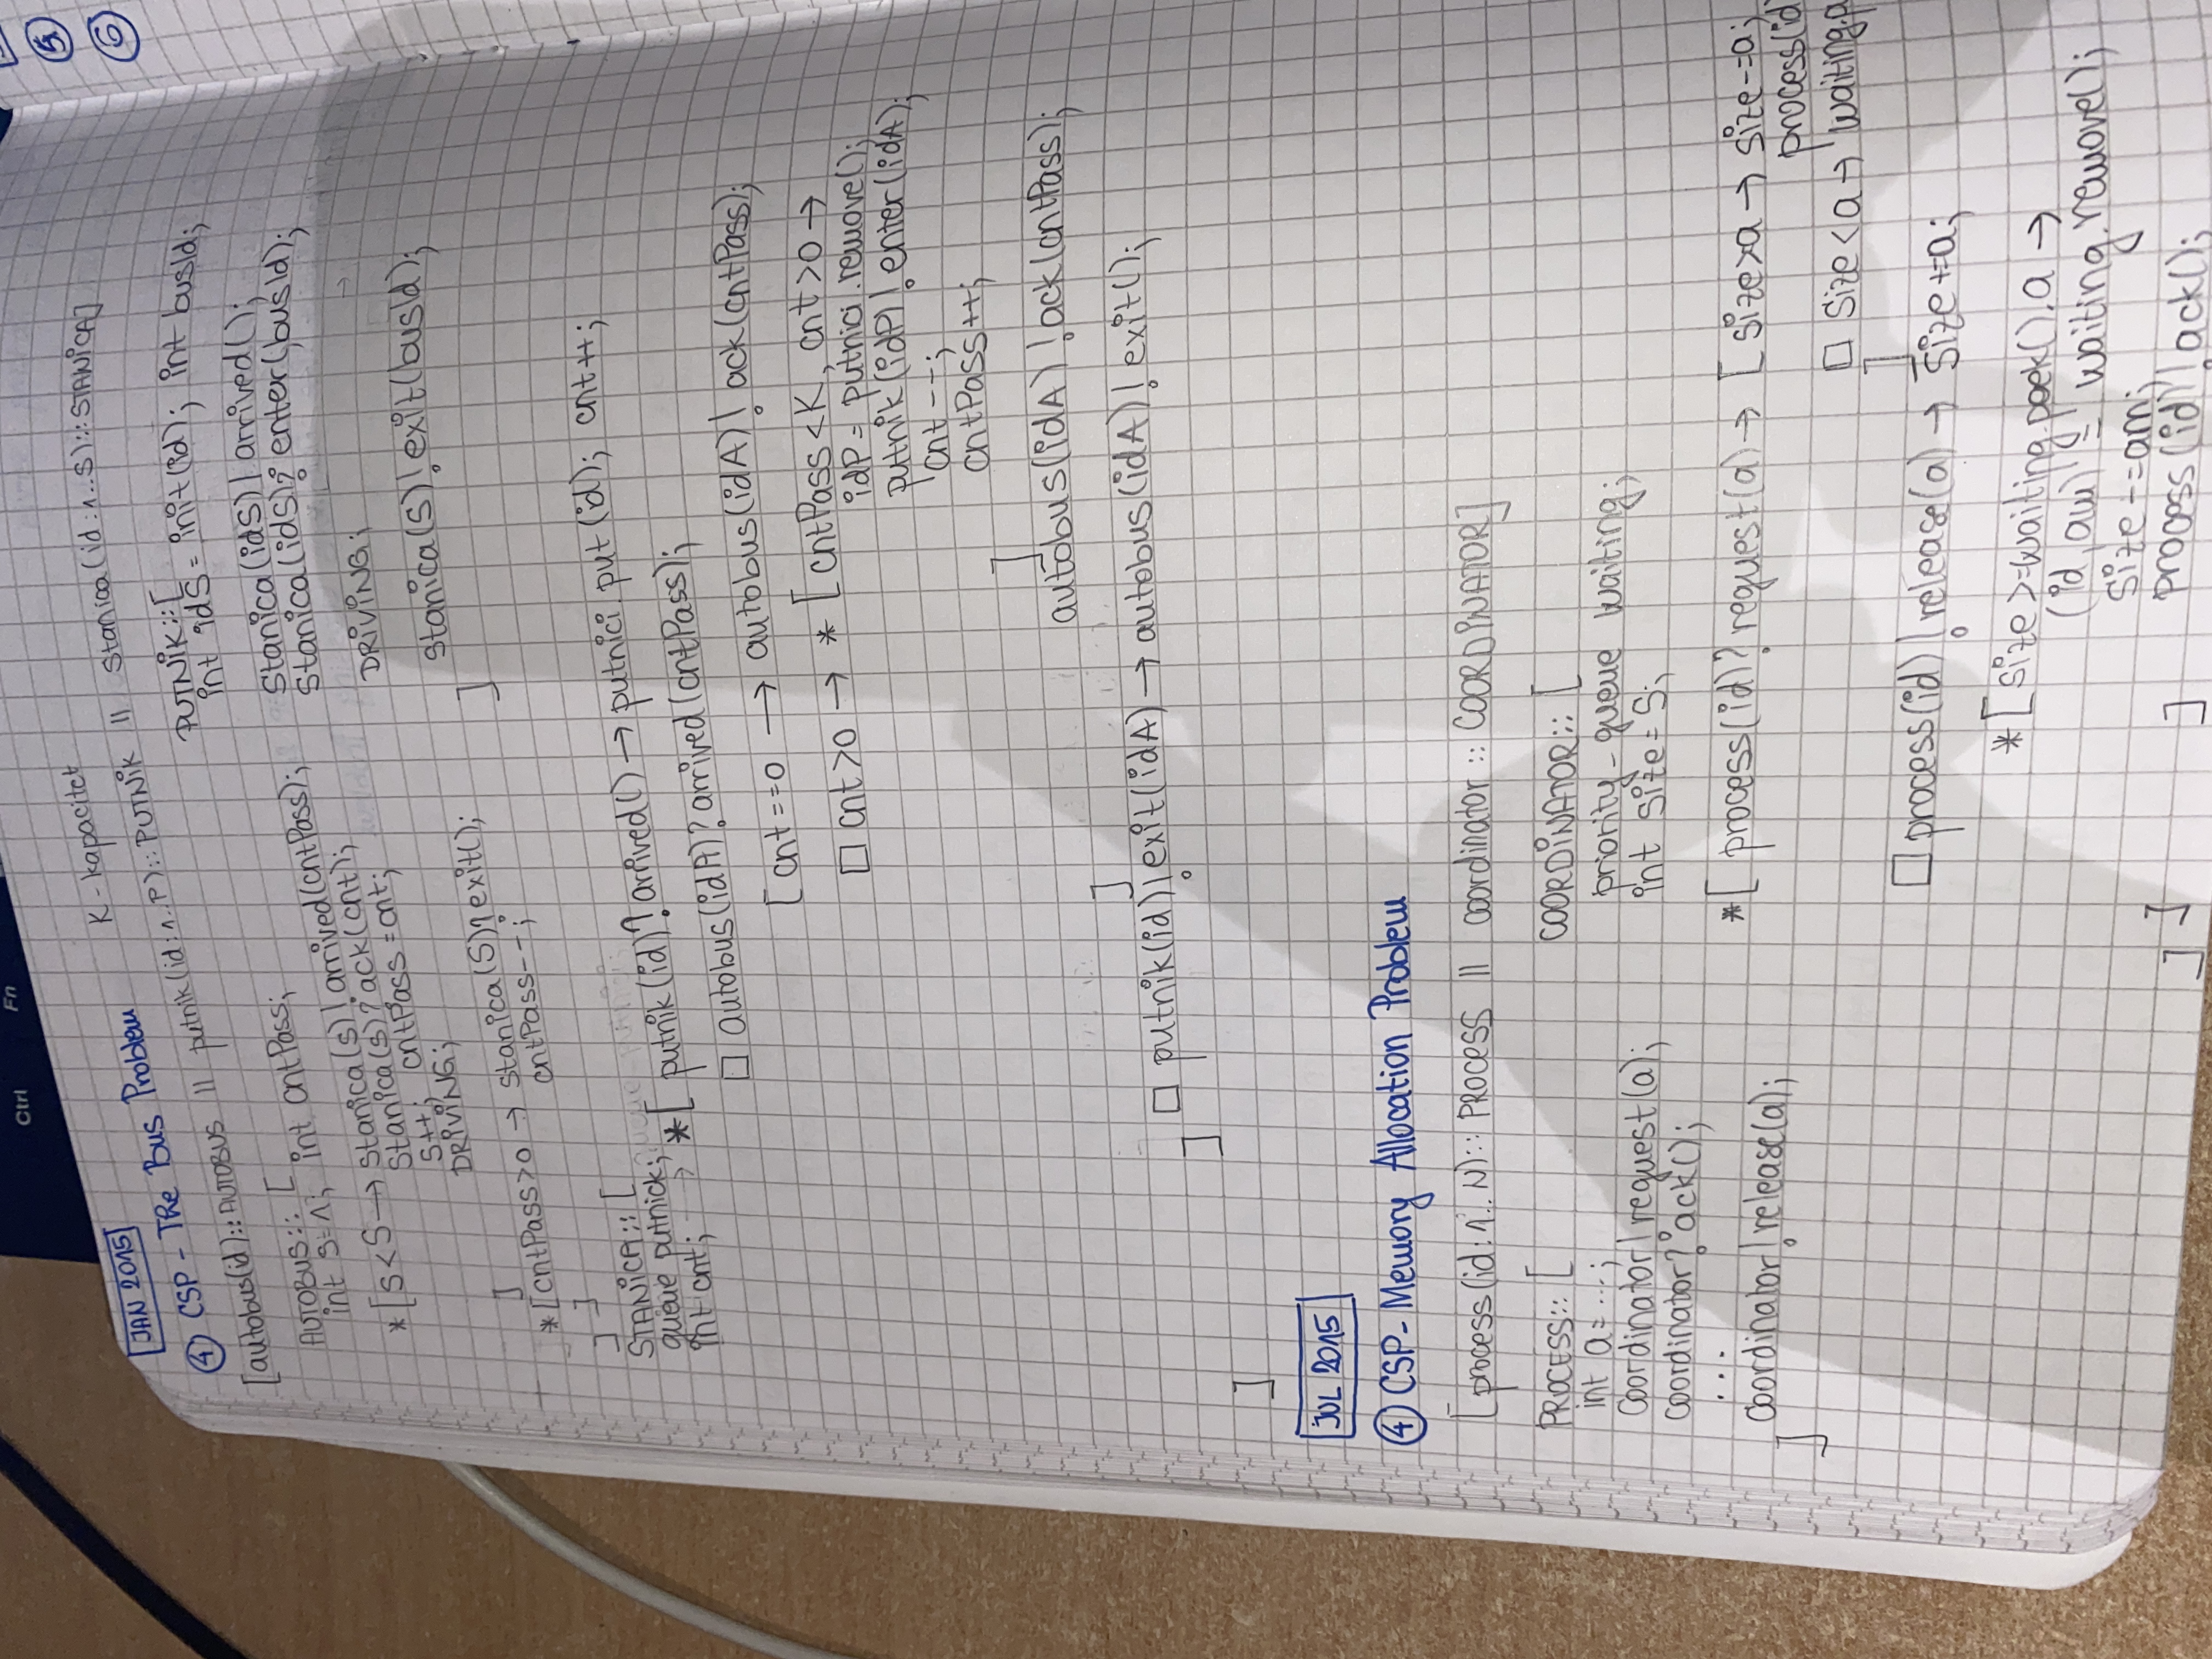 Ctrl
Fn
5
6
JAN 2015
4 CSP - The Bus Problem
K - kapacitet
[autobus(id)::AUTOBUS || putnik(id:1..P)::PUTNIK || stanica(id:1..S)::STANICA]
AUTOBUS:: [
int s=1; int cntPass;
*[s<S → stanica(s)!arrived(cntPass);
stanica(s)?ack(cnt);
s++; cntPass=cnt;
DRIVING;
]
*[cntPass>0 → stanica(S)?exit();
cntPass--;
]
]
PUTNIK::[
int idS = init(id); int busId;
stanica(idS)!arrived();
stanica(idS)?enter(busId);
DRIVING;
stanica(S)!exit(busId);
]
STANICA:: [
queue putnick;
int cnt; → *[ putnik(id)?arrived() → putnici.put(id); cnt++;
□ autobus(idA)?arrived(cntPass);
[cnt==0 → autobus(idA)!ack(cntPass);
□ cnt>0 → *[cntPass<K, cnt>0 →
idP= putnici.remove();
putnik(idP)!enter(idA);
cnt--;
cntPass++;
]
autobus(idA)!ack(cntPass);
]
□ putnik(id)!exit(idA) → autobus(idA)!exit();
]
]
JUL 2015
4 CSP- Memory Allocation Problem
[process(id:1..N)::PROCESS || coordinator::COORDINATOR]
PROCESS:: [
int a=...;
coordinator!request(a);
coordinator?ack();
...
coordinator!release(a);
]
COORDINATOR:: [
priority_queue waiting;
int size=S;
*[ process(id)?request(a) → [size>a → size-=a;
process(id
□ size<a → waiting.p
]
□ process(id)!release(a) → size+=a;
*[size>=waiting.peek().a →
(id,am) = waiting.remove();
size-=am;
process(id)!ack();
]
]
]